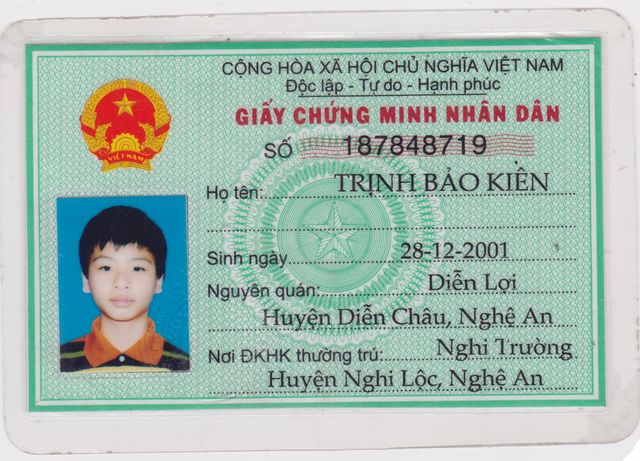 CỘNG HÒA XÃ HỘI CHỦ NGHĨA VIỆT NAM
Độc lập - Tự do - Hạnh phúc
GIẤY CHỨNG MINH NHÂN DÂN
SỐ 187848719
VIỆT NAM
Họ tên: TRỊNH BẢO KIÊN
Sinh ngày 28-12-2001
Nguyên quán: Diễn Lợi
Huyện Diễn Châu, Nghệ An
Nơi ĐKHK thường trú: Nghi Trường
Huyện Nghi Lộc, Nghệ An